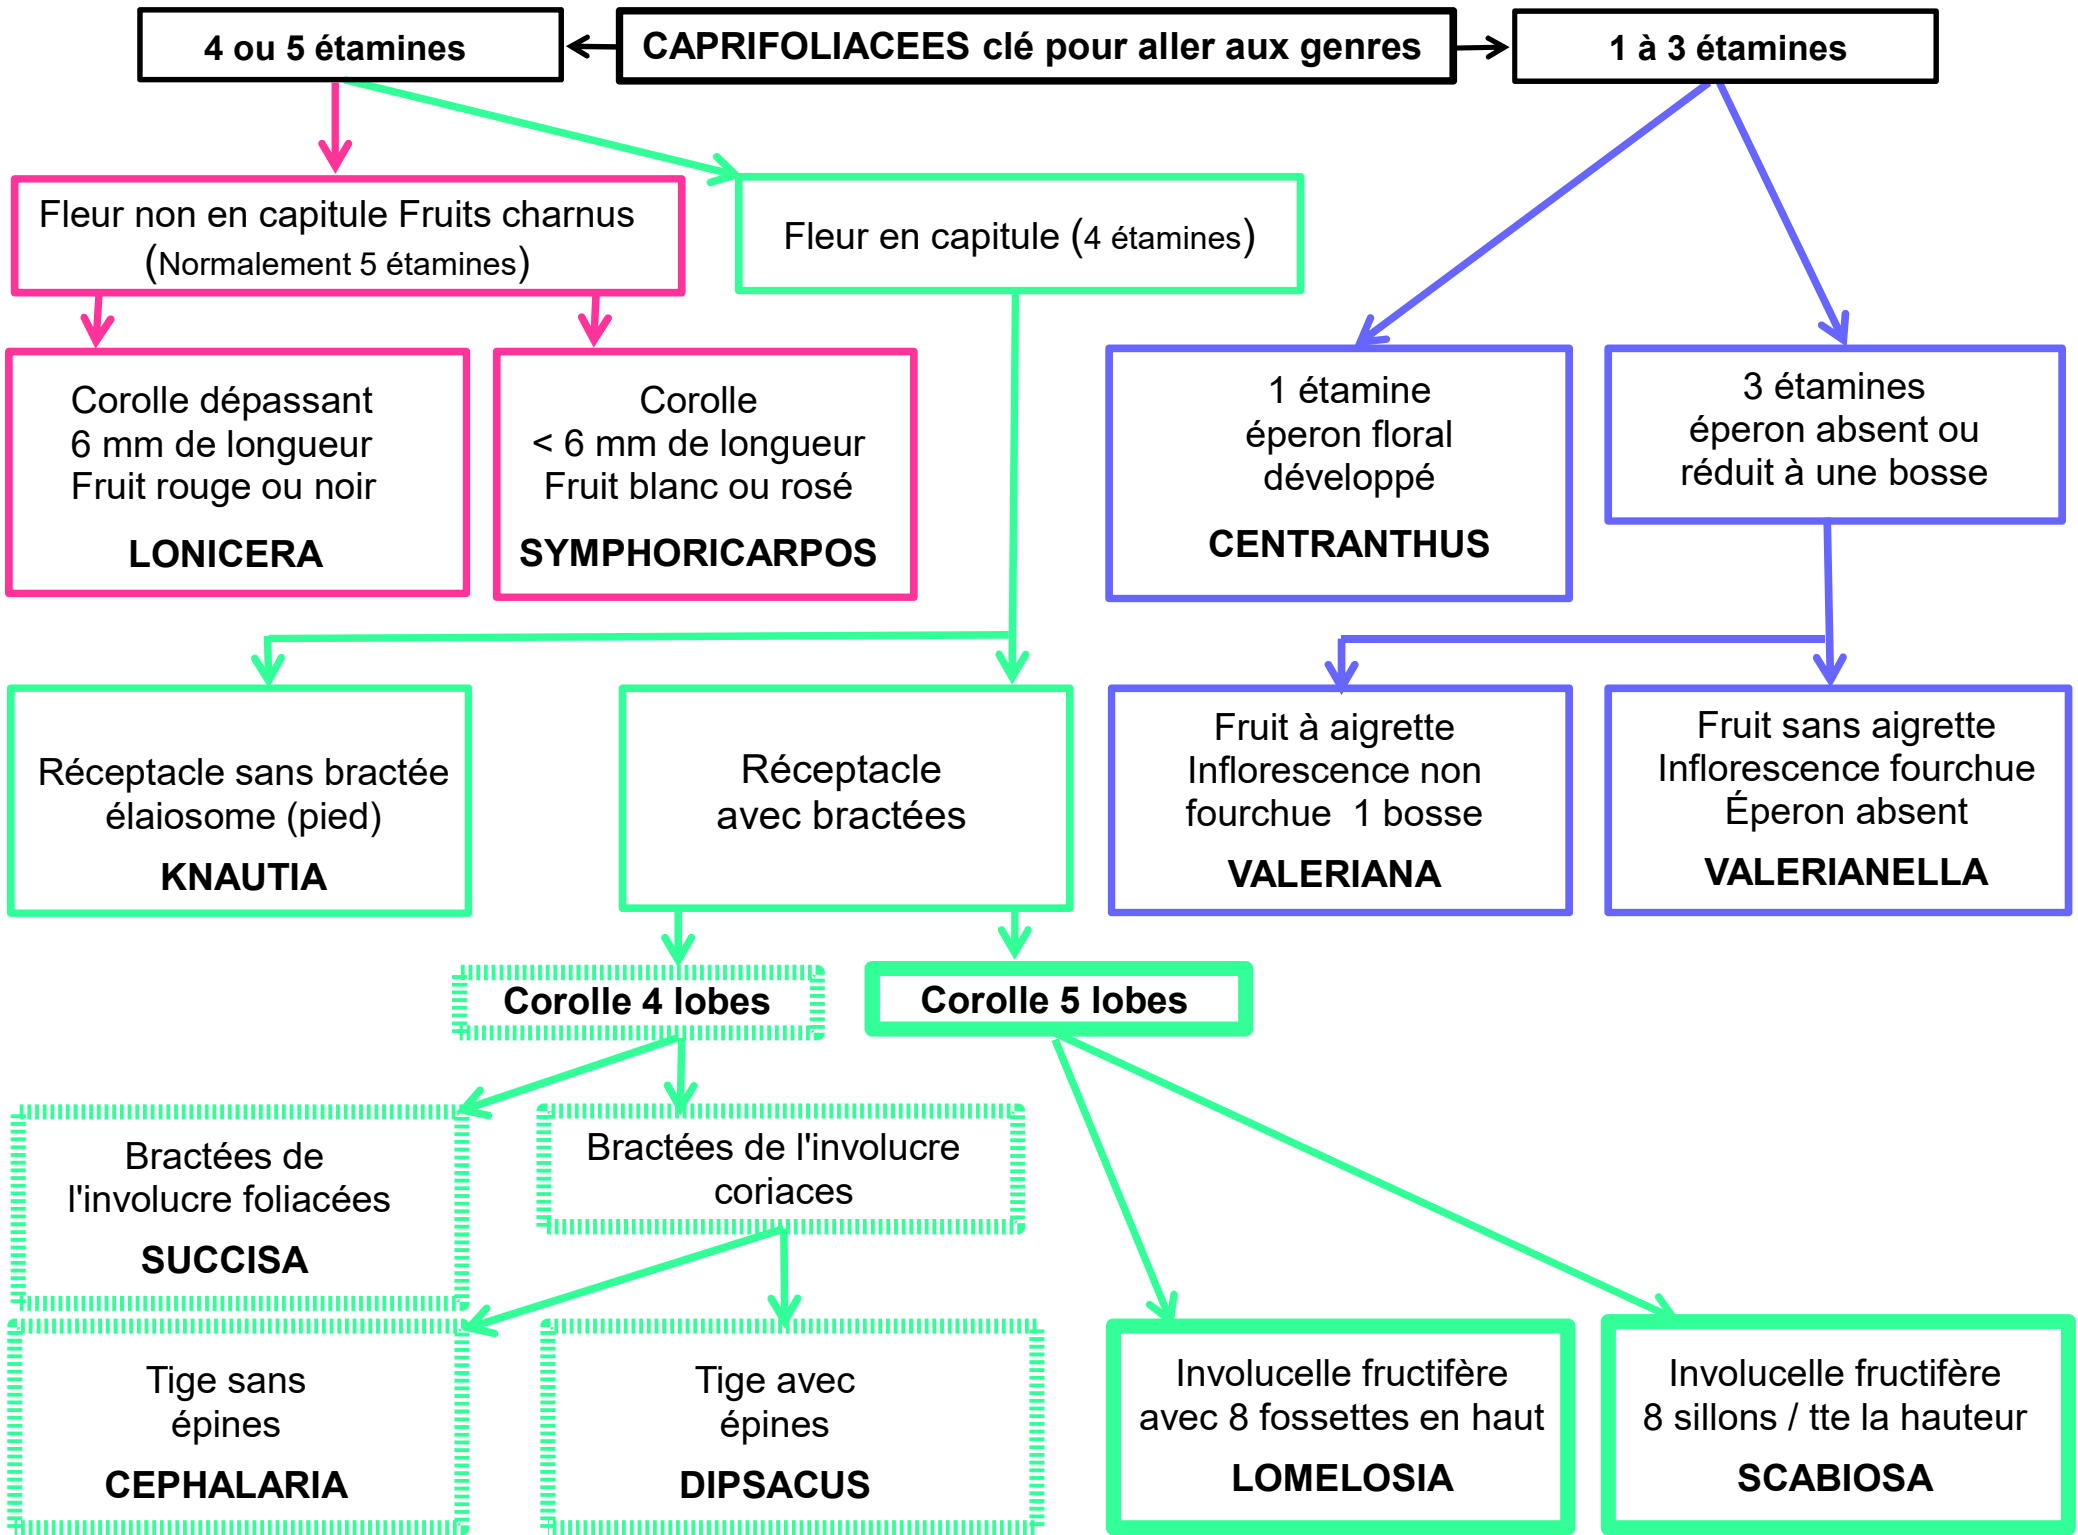 4 ou 5 étamines
CAPRIFOLIACEES clé pour aller aux genres
1 à 3 étamines
Fleur non en capitule Fruits charnus
(Normalement 5 étamines)
Fleur en capitule (4 étamines)
Corolle dépassant
6 mm de longueur
Fruit rouge ou noir
LONICERA
Corolle
< 6 mm de longueur
Fruit blanc ou rosé
SYMPHORICARPOS
1 étamine
éperon floral
développé
CENTRANTHUS
3 étamines
éperon absent ou
réduit à une bosse
Réceptacle sans bractée
élaiosome (pied)
KNAUTIA
Réceptacle
avec bractées
Fruit à aigrette
Inflorescence non
fourchue 1 bosse
VALERIANA
Fruit sans aigrette
Inflorescence fourchue
Éperon absent
VALERIANELLA
Corolle 4 lobes
Corolle 5 lobes
Bractées de
l'involucre foliacées
SUCCISA
Bractées de l'involucre
coriaces
Tige sans
épines
CEPHALARIA
Tige avec
épines
DIPSACUS
Involucelle fructifère
avec 8 fossettes en haut
LOMELOSIA
Involucelle fructifère
8 sillons / tte la hauteur
SCABIOSA